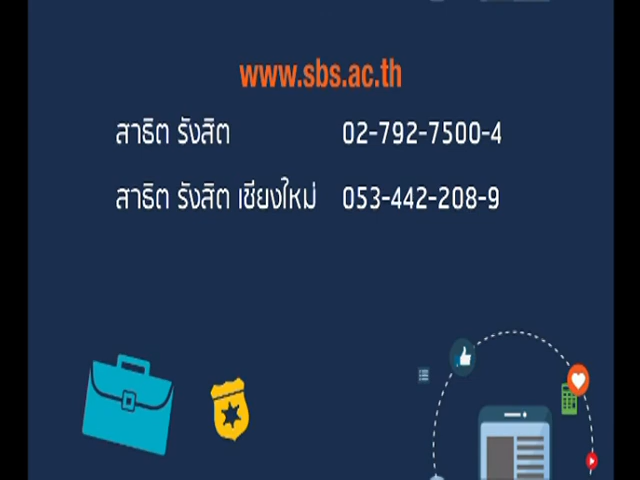 www.sbs.ac.th
สาธิต รังสิต 02-792-7500-4
สาธิต รังสิต เชียงใหม่ 053-442-208-9